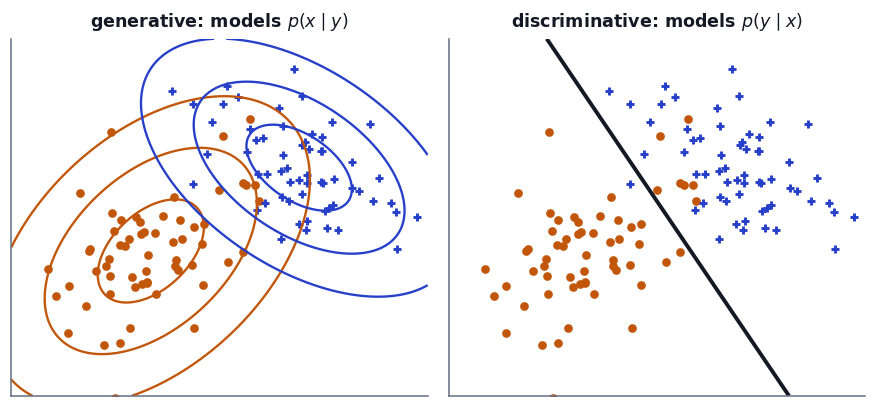 generative: models p(x | y)
discriminative: models p(y | x)